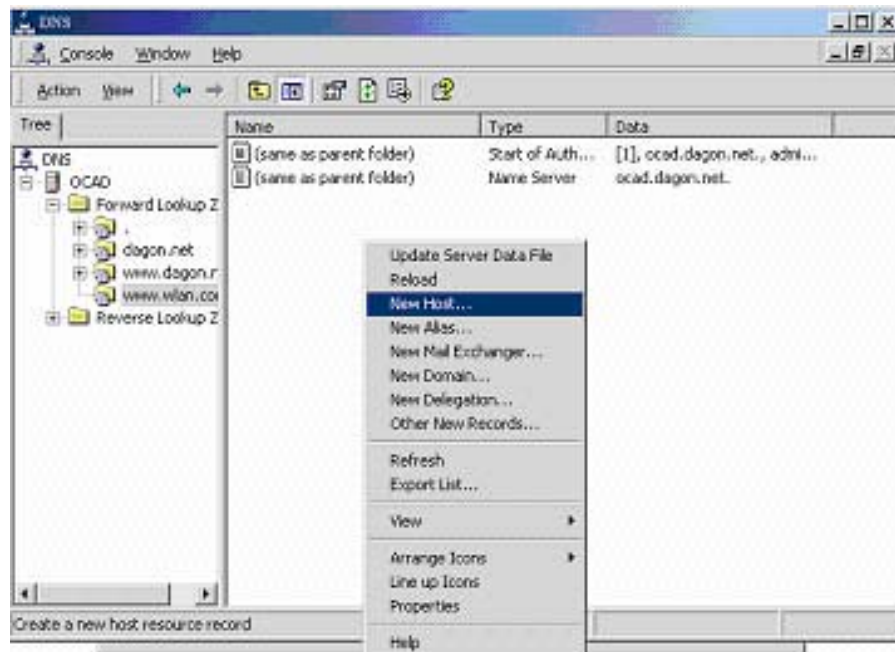 DNS
Console Window Help
Action View
Tree
Name Type Data
DNS
OCAD
Forward Lookup Z
.
dagon.net
www.dagon.r
www.wlan.co
Reverse Lookup Z
(same as parent folder) Start of Auth... [1], ocad.dagon.net., admi...
(same as parent folder) Name Server ocad.dagon.net.
Update Server Data File
Reload
New Host...
New Alias...
New Mail Exchanger...
New Domain...
New Delegation...
Other New Records...
Refresh
Export List...
View
Arrange Icons
Line up Icons
Properties
Help
Create a new host resource record